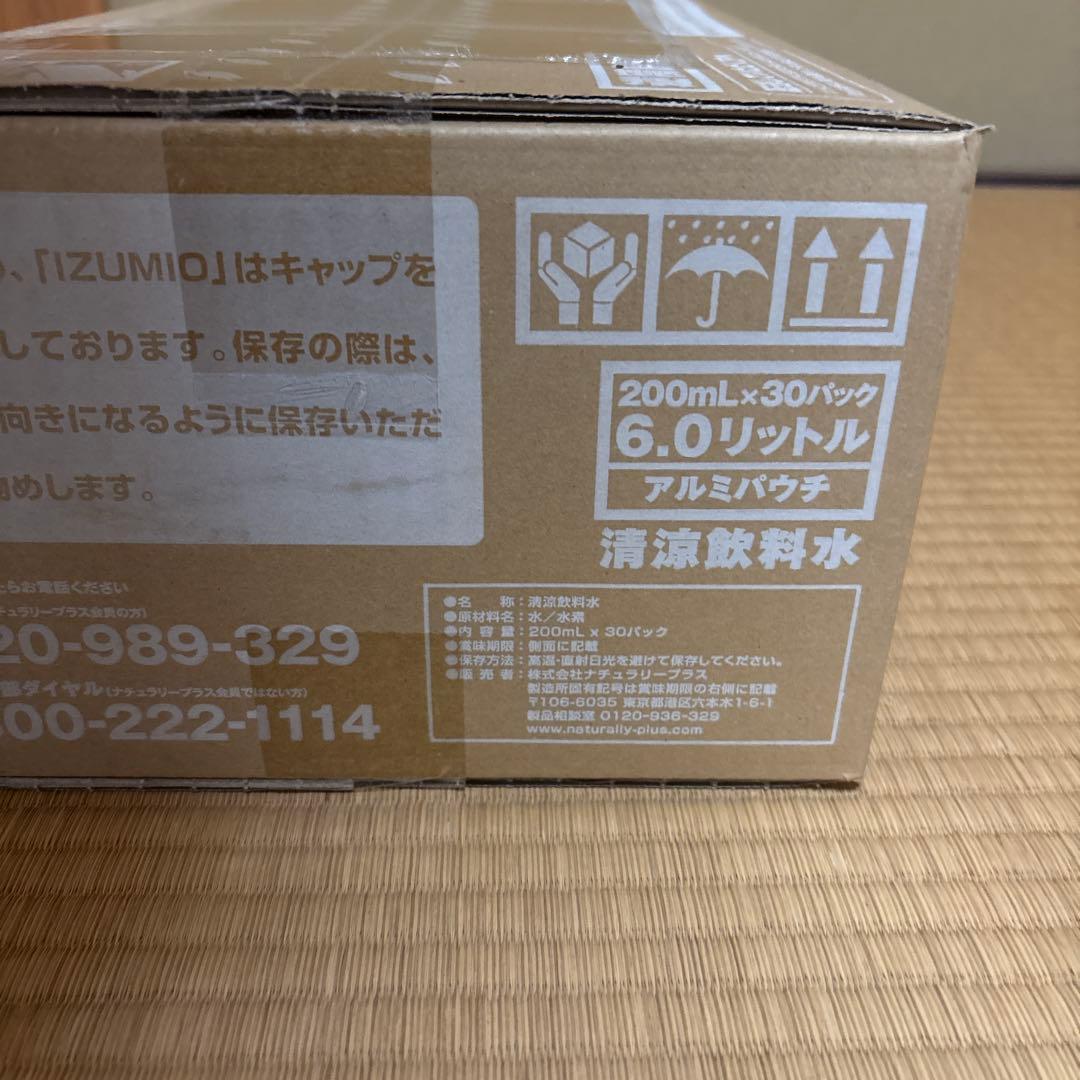 、「IZUMIO」はキャップを
しております。保存の際は、
向きになるように保存いただ
めします。
200mL×30パック
6.0リットル
アルミパウチ
清涼飲料水
らお電話ください
チュラリープラス会員の方)
20-989-329
部ダイヤル(ナチュラリープラス会員ではない方)
00-222-1114
●名 称:清涼飲料水
●原材料名:水/水素
●内容量:200mL x 30パック
●賞味期限:側面に記載
●保存方法:高温・直射日光を避けて保存してください。
●販売者:株式会社ナチュラリープラス
製造所固有記号は賞味期限の右側に記載
〒106-6035 東京都港区六本木1-6-1
製品相談室 0120-936-329
www.naturally-plus.com